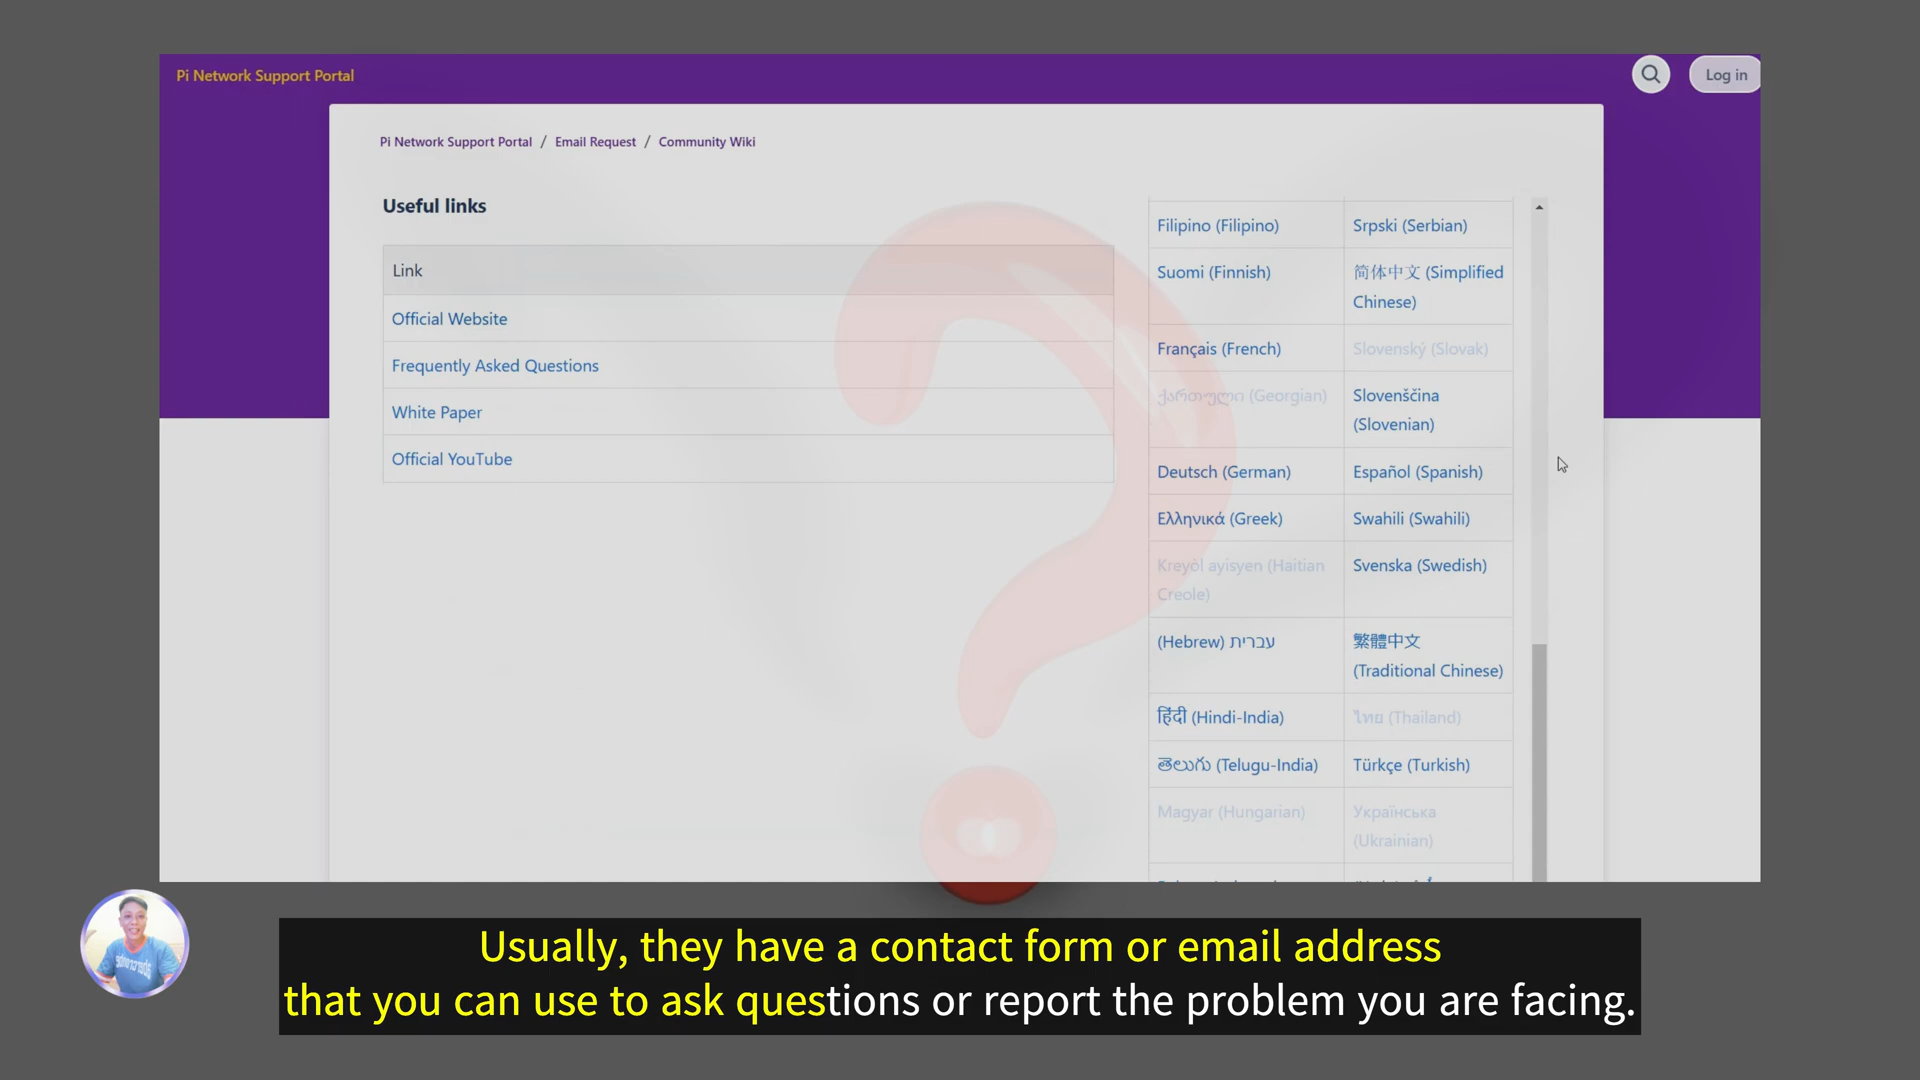 Pi Network Support Portal
Log in
Pi Network Support Portal / Email Request / Community Wiki
Useful links
Link
Official Website
Frequently Asked Questions
White Paper
Official YouTube
Filipino (Filipino)
Srpski (Serbian)
Suomi (Finnish)
简体中文 (Simplified
Chinese)
Français (French)
Slovenský (Slovak)
ქართული (Georgian)
Slovenščina
(Slovenian)
Deutsch (German)
Español (Spanish)
Ελληνικά (Greek)
Swahili (Swahili)
Kreyòl ayisyen (Haitian
Creole)
Svenska (Swedish)
(Hebrew) עברית
繁體中文
(Traditional Chinese)
हिंदी (Hindi-India)
ไทย (Thailand)
తెలుగు (Telugu-India)
Türkçe (Turkish)
Magyar (Hungarian)
Українська
(Ukrainian)
Usually, they have a contact form or email address
that you can use to ask questions or report the problem you are facing.